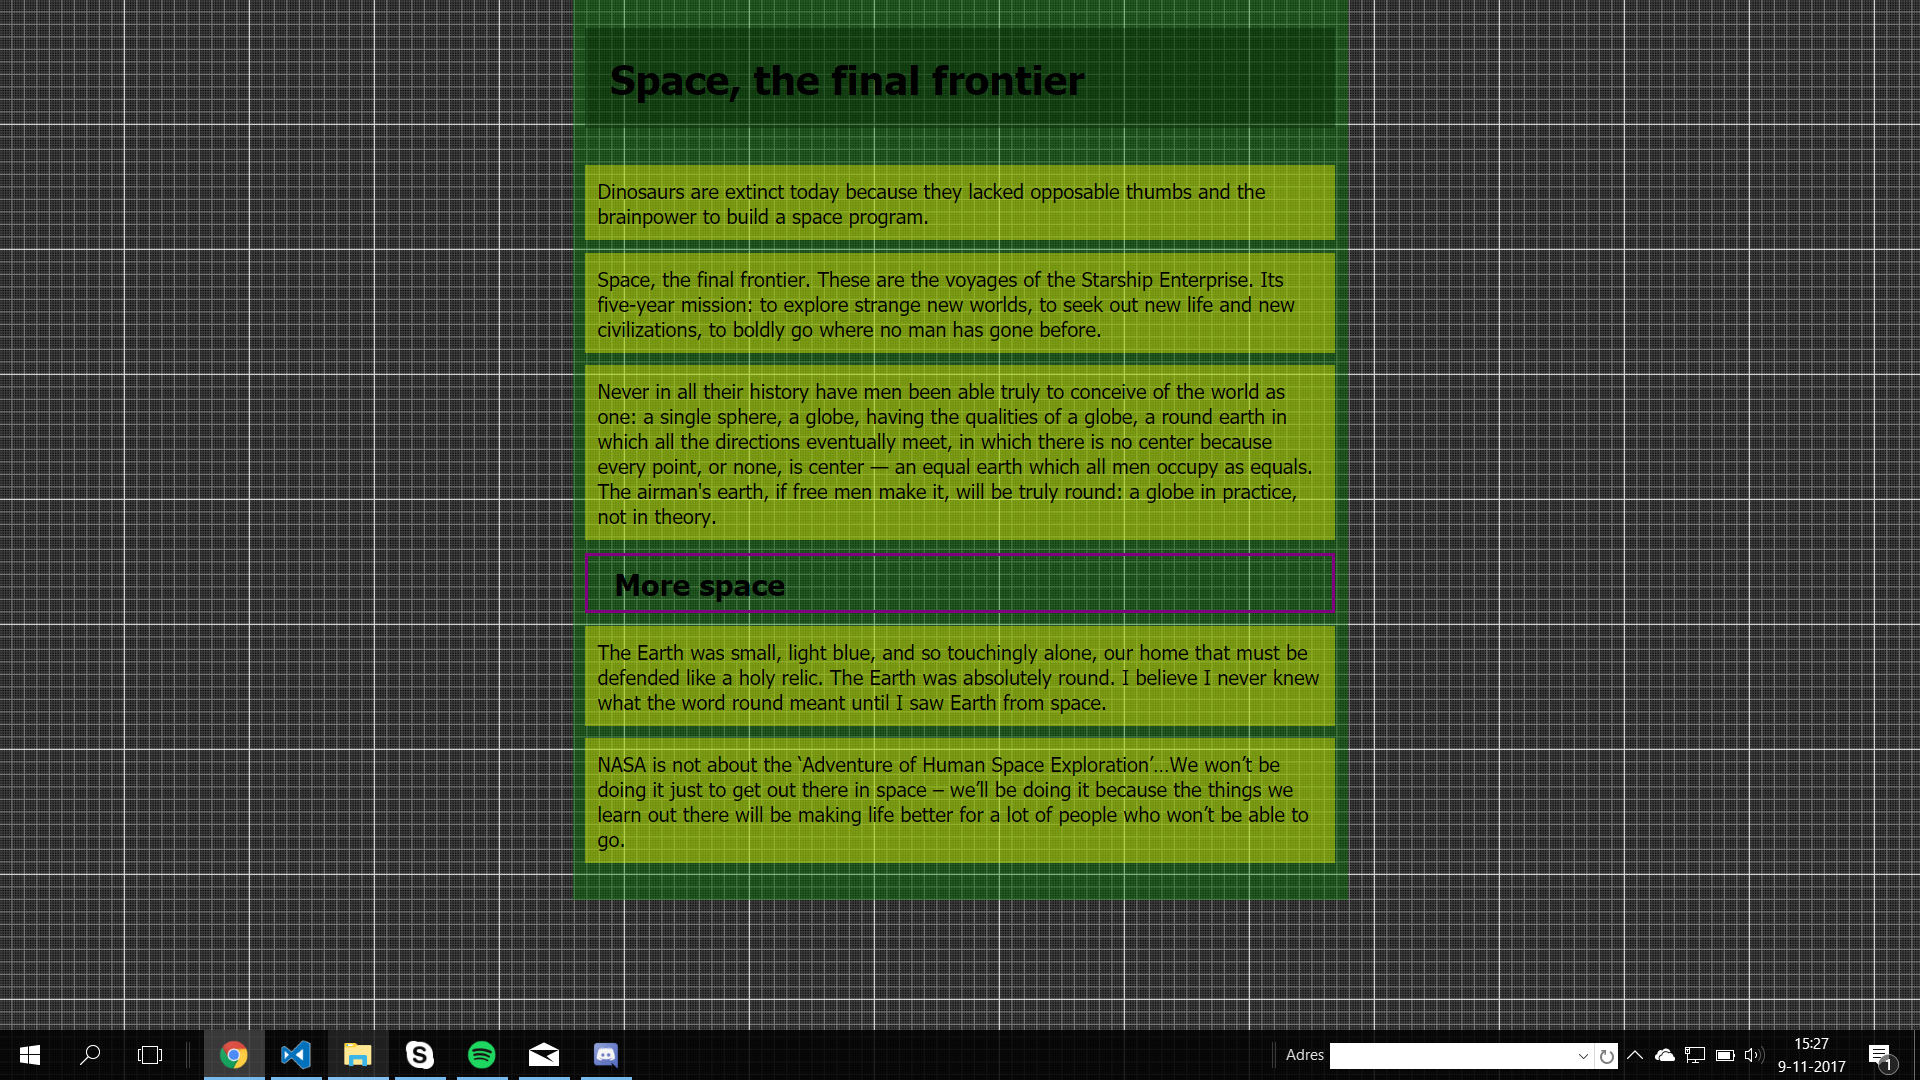 Space, the final frontier
Dinosaurs are extinct today because they lacked opposable thumbs and the
brainpower to build a space program.
Space, the final frontier. These are the voyages of the Starship Enterprise. Its
five-year mission: to explore strange new worlds, to seek out new life and new
civilizations, to boldly go where no man has gone before.
Never in all their history have men been able truly to conceive of the world as
one: a single sphere, a globe, having the qualities of a globe, a round earth in
which all the directions eventually meet, in which there is no center because
every point, or none, is center — an equal earth which all men occupy as equals.
The airman's earth, if free men make it, will be truly round: a globe in practice,
not in theory.
More space
The Earth was small, light blue, and so touchingly alone, our home that must be
defended like a holy relic. The Earth was absolutely round. I believe I never knew
what the word round meant until I saw Earth from space.
NASA is not about the ‘Adventure of Human Space Exploration’…We won’t be
doing it just to get out there in space – we’ll be doing it because the things we
learn out there will be making life better for a lot of people who won’t be able to
go.
Adres
15:27
9-11-2017
1